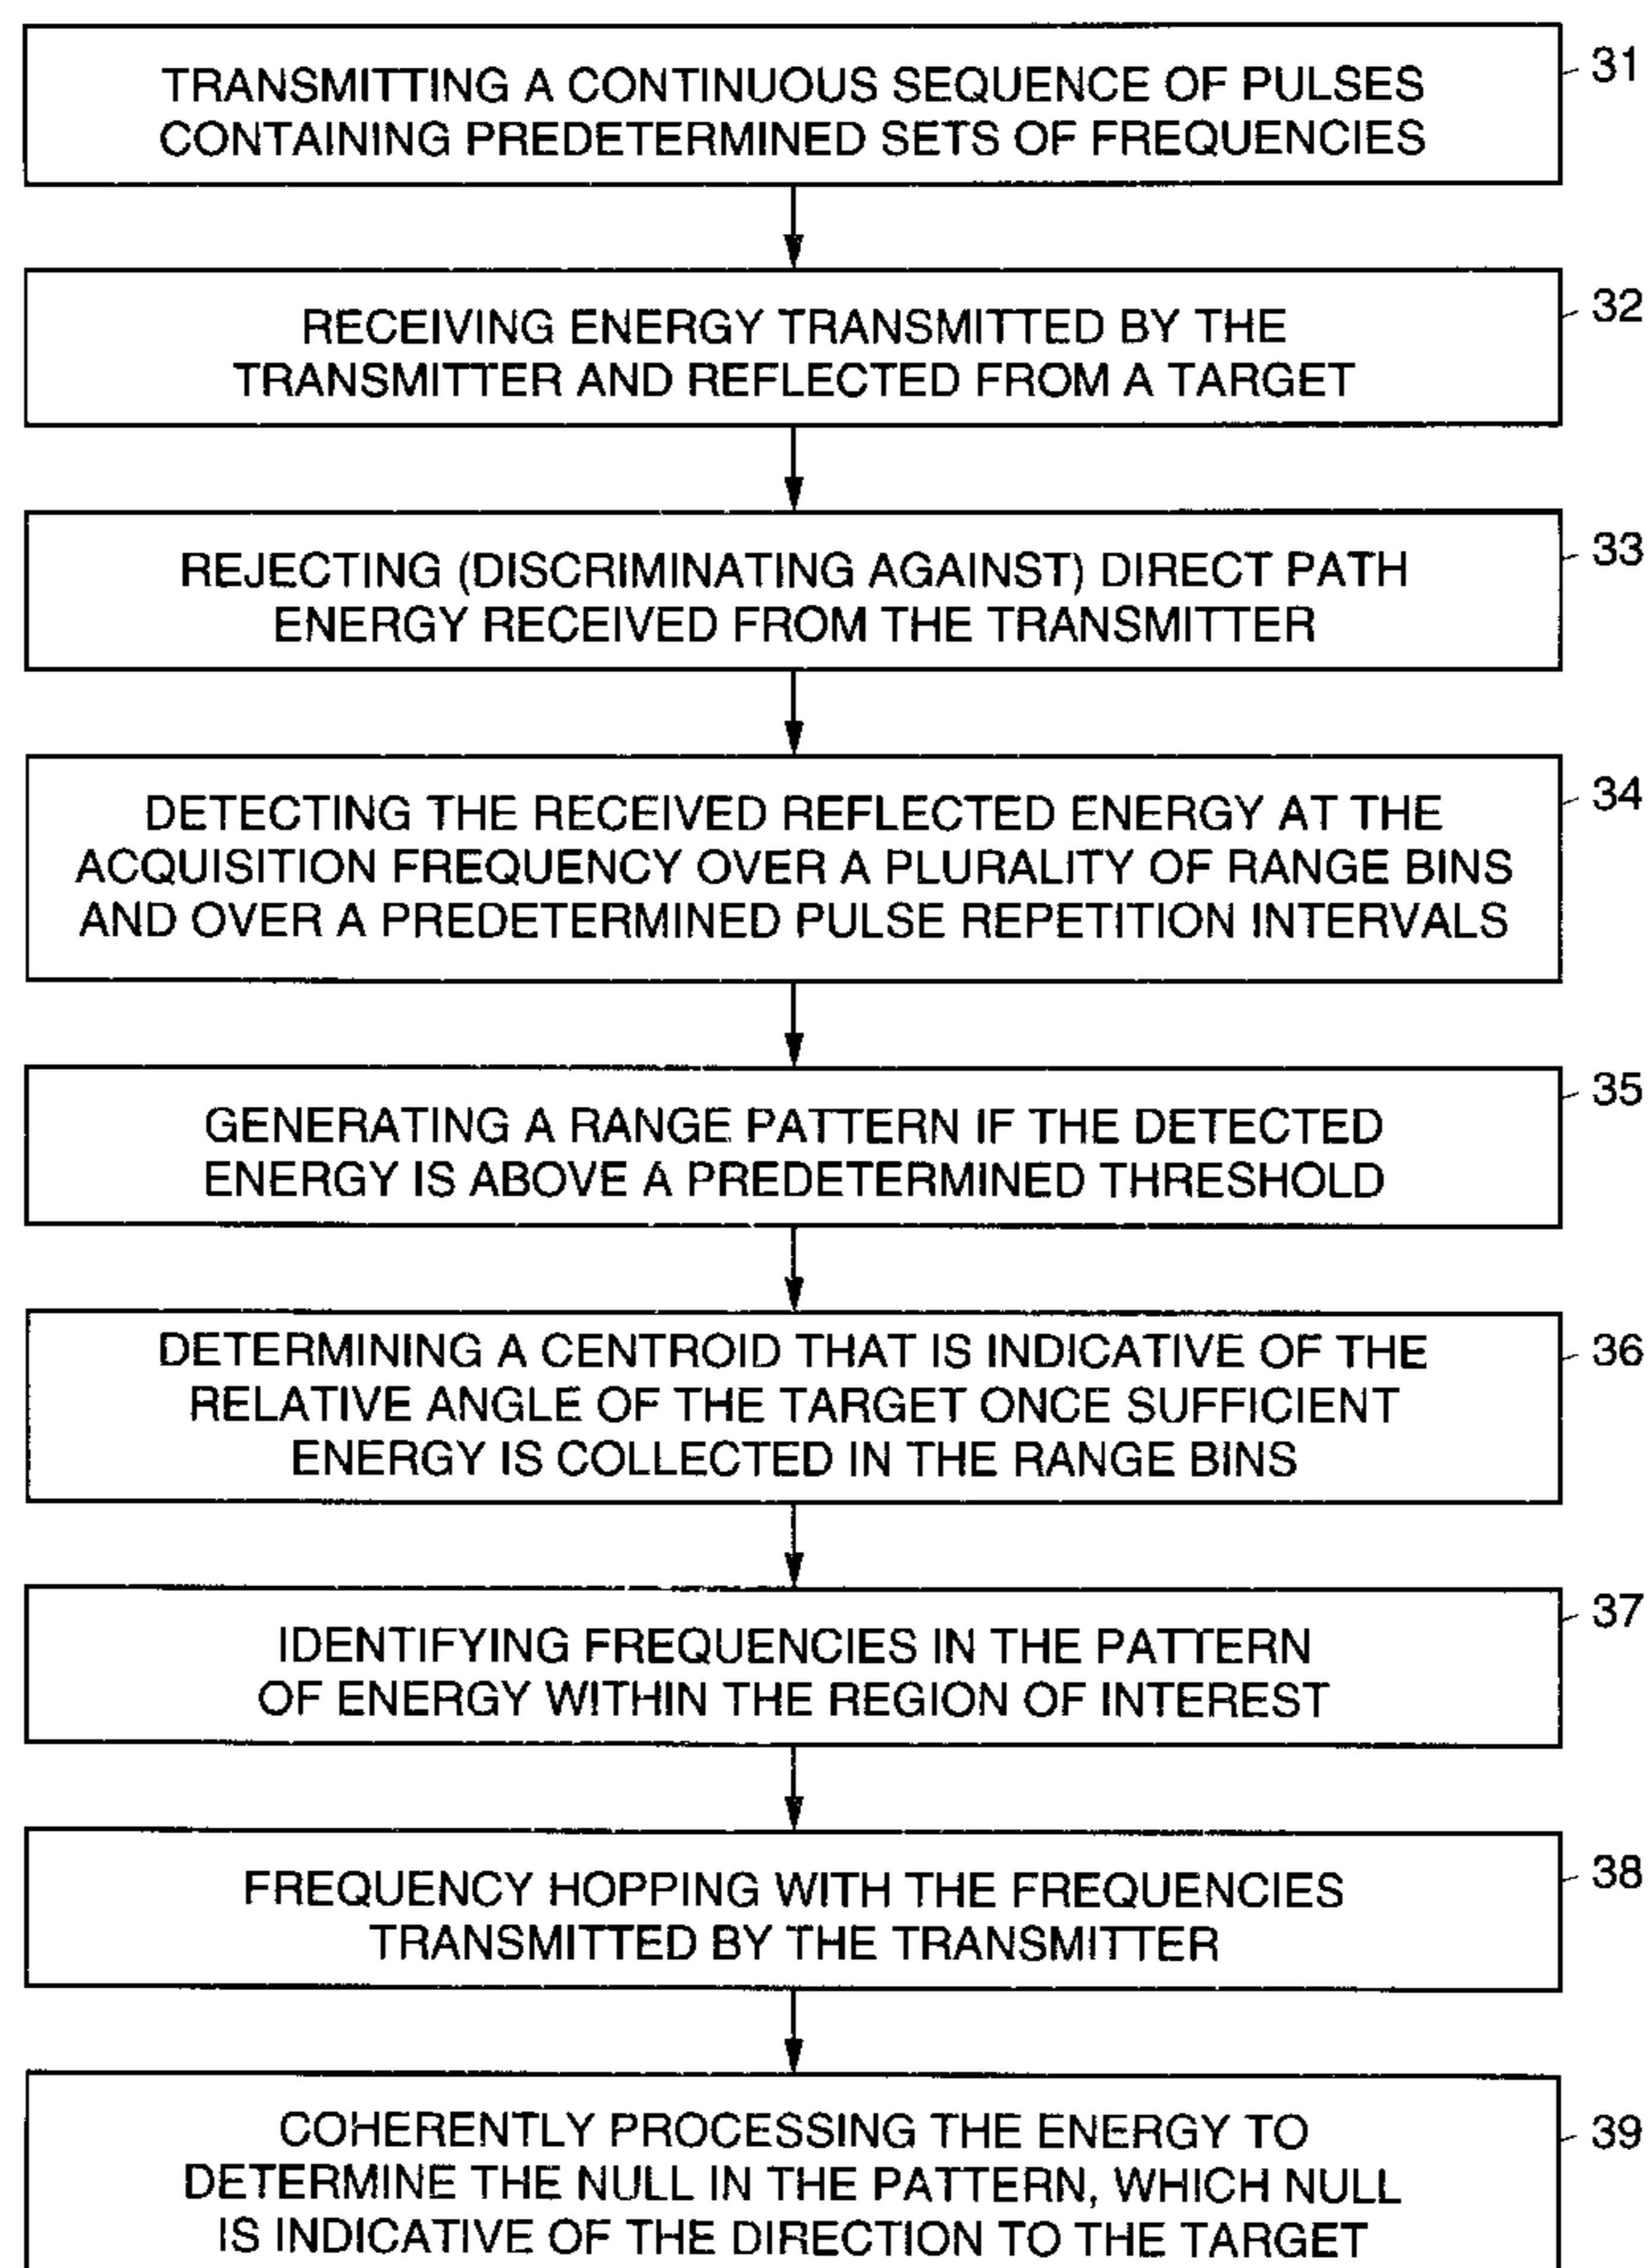 TRANSMITTING A CONTINUOUS SEQUENCE OF PULSES
CONTAINING PREDETERMINED SETS OF FREQUENCIES
31
RECEIVING ENERGY TRANSMITTED BY THE
TRANSMITTER AND REFLECTED FROM A TARGET
32
REJECTING (DISCRIMINATING AGAINST) DIRECT PATH
ENERGY RECEIVED FROM THE TRANSMITTER
33
DETECTING THE RECEIVED REFLECTED ENERGY AT THE
ACQUISITION FREQUENCY OVER A PLURALITY OF RANGE BINS
AND OVER A PREDETERMINED PULSE REPETITION INTERVALS
34
GENERATING A RANGE PATTERN IF THE DETECTED
ENERGY IS ABOVE A PREDETERMINED THRESHOLD
35
DETERMINING A CENTROID THAT IS INDICATIVE OF THE
RELATIVE ANGLE OF THE TARGET ONCE SUFFICIENT
ENERGY IS COLLECTED IN THE RANGE BINS
36
IDENTIFYING FREQUENCIES IN THE PATTERN
OF ENERGY WITHIN THE REGION OF INTEREST
37
FREQUENCY HOPPING WITH THE FREQUENCIES
TRANSMITTED BY THE TRANSMITTER
38
COHERENTLY PROCESSING THE ENERGY TO
DETERMINE THE NULL IN THE PATTERN, WHICH NULL
IS INDICATIVE OF THE DIRECTION TO THE TARGET
39